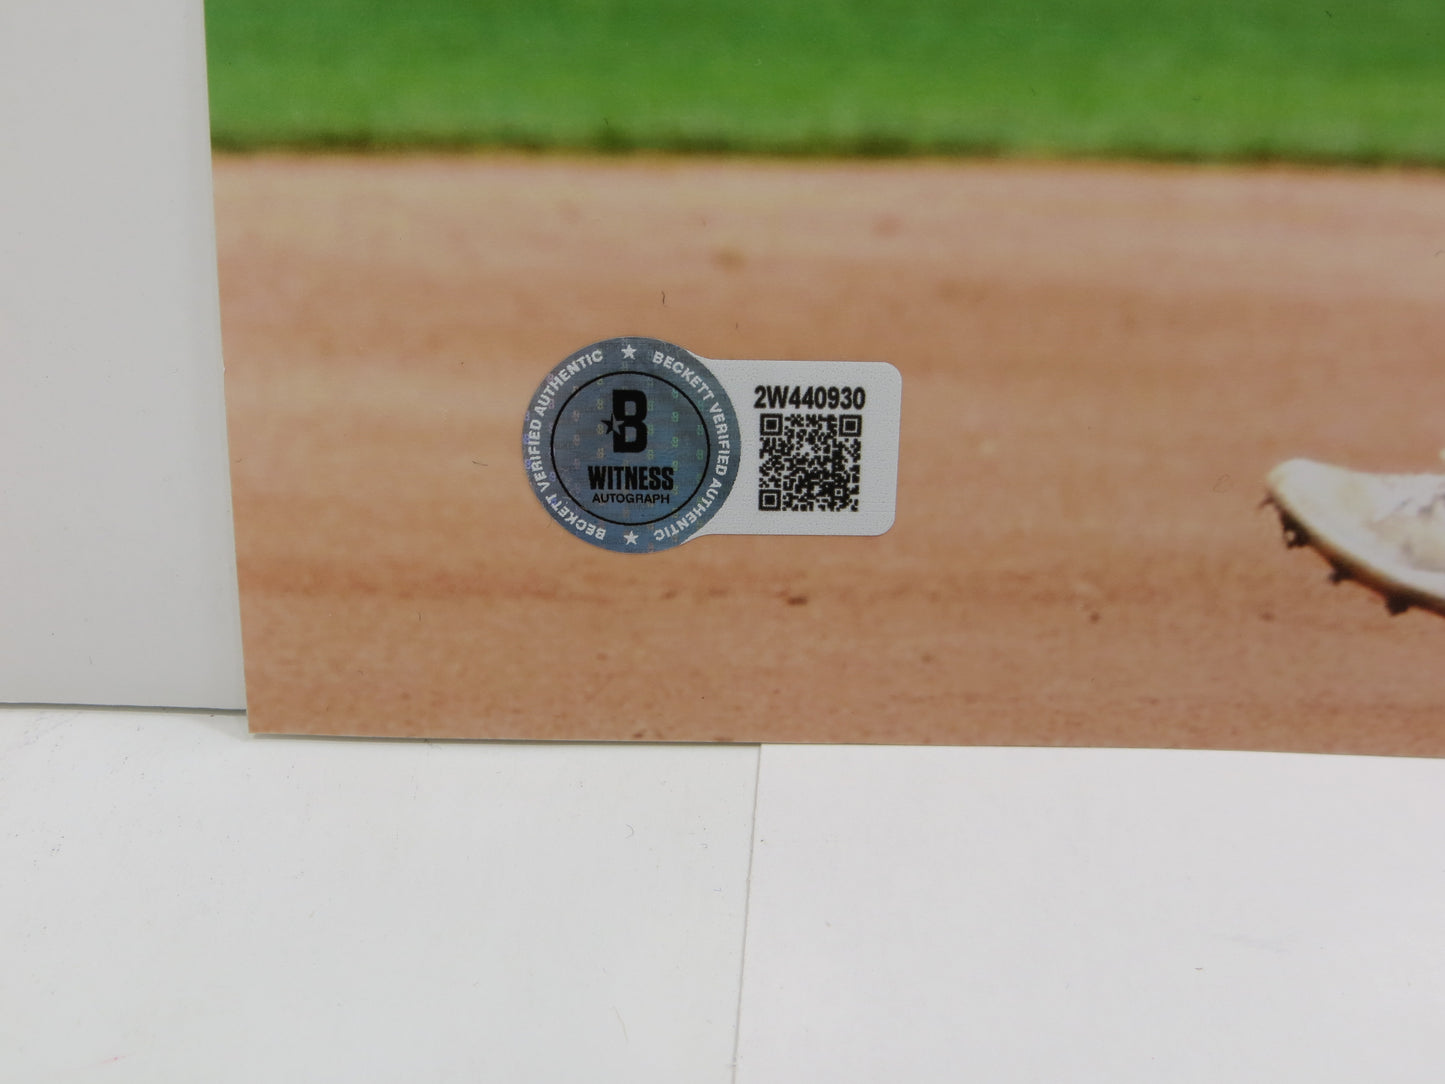 BECKETT VERIFIED AUTHENTIC ★ BECKETT VERIFIED AUTHENTIC ★
B
WITNESS
AUTOGRAPH
2W440930